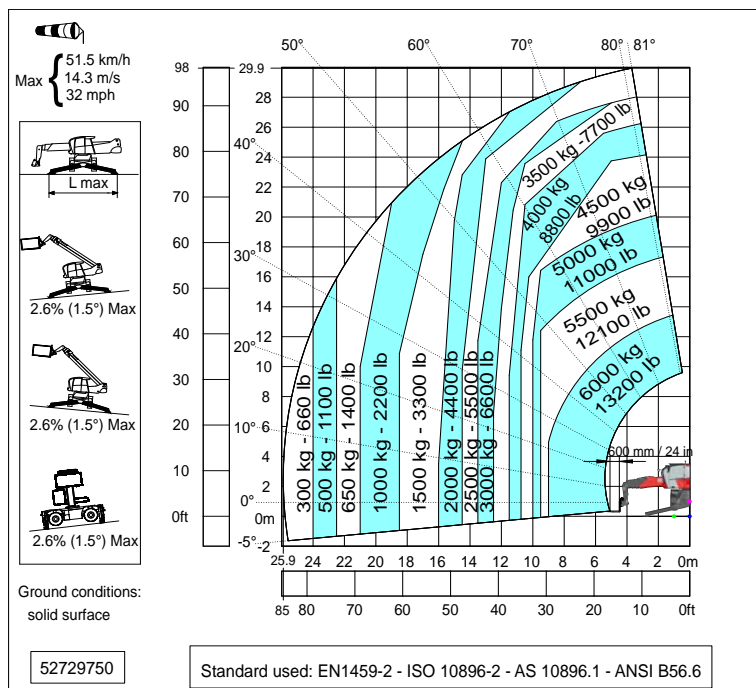 51.5 km/h
Max { 14.3 m/s
32 mph
L max
2.6% (1.5°) Max
2.6% (1.5°) Max
2.6% (1.5°) Max
Ground conditions:
solid surface
52729750
98
90
80
70
60
50
40
30
20
10
0ft
29.9
28
26
24
22
20
18
16
14
12
10
8
6
4
2
0m
-2
50°
60°
70°
80°
81°
40°
30°
20°
10°
0°
-5°
300 kg - 660 lb
500 kg - 1100 lb
650 kg - 1400 lb
1000 kg - 2200 lb
1500 kg - 3300 lb
2000 kg - 4400 lb
2500 kg - 5500 lb
3000 kg - 6600 lb
3500 kg -7700 lb
4000 kg
8800 lb
4500 kg
9900 lb
5000 kg
11000 lb
5500 kg
12100 lb
6000 kg
13200 lb
600 mm / 24 in
25.9 24 22 20 18 16 14 12 10 8 6 4 2 0m
85 80 70 60 50 40 30 20 10 0ft
Standard used: EN1459-2 - ISO 10896-2 - AS 10896.1 - ANSI B56.6